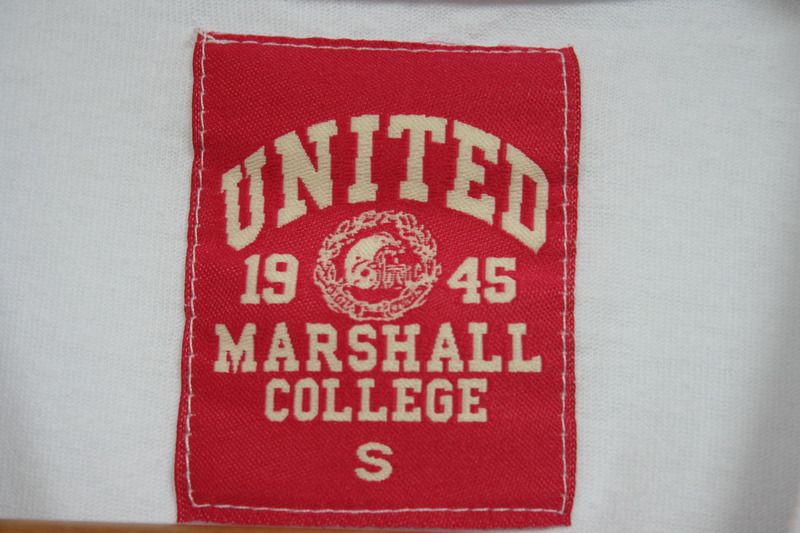 UNITED
19 45
MARSHALL
COLLEGE
S